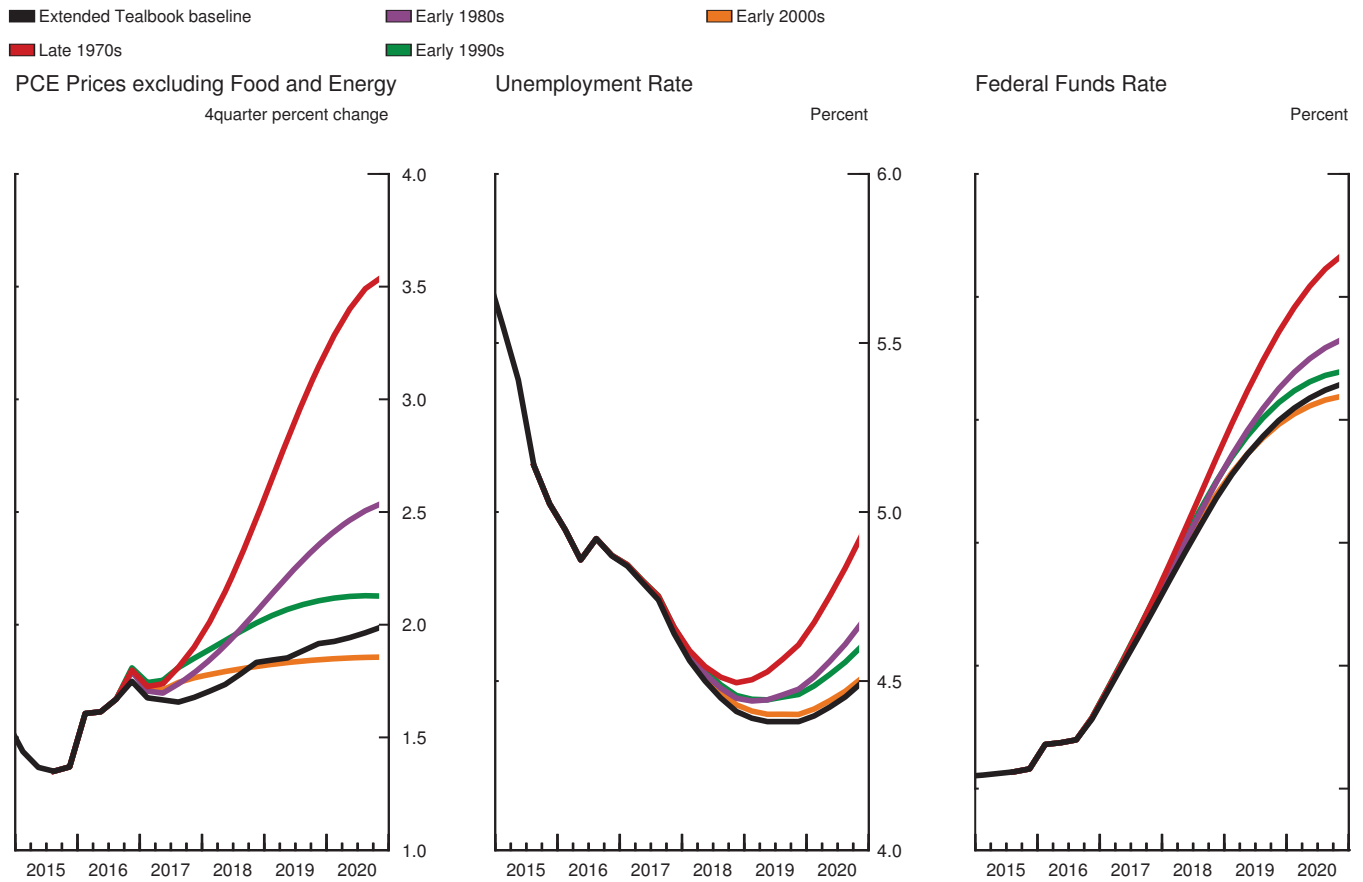 Extended Tealbook baseline
Early 1980s
Early 2000s
Late 1970s
Early 1990s
PCE Prices excluding Food and Energy
4quarter percent change
4.0
3.5
3.0
2.5
2.0
1.5
1.0
2015 2016 2017 2018 2019 2020
Unemployment Rate
Percent
6.0
5.5
5.0
4.5
4.0
2015 2016 2017 2018 2019 2020
Federal Funds Rate
Percent
2015 2016 2017 2018 2019 2020